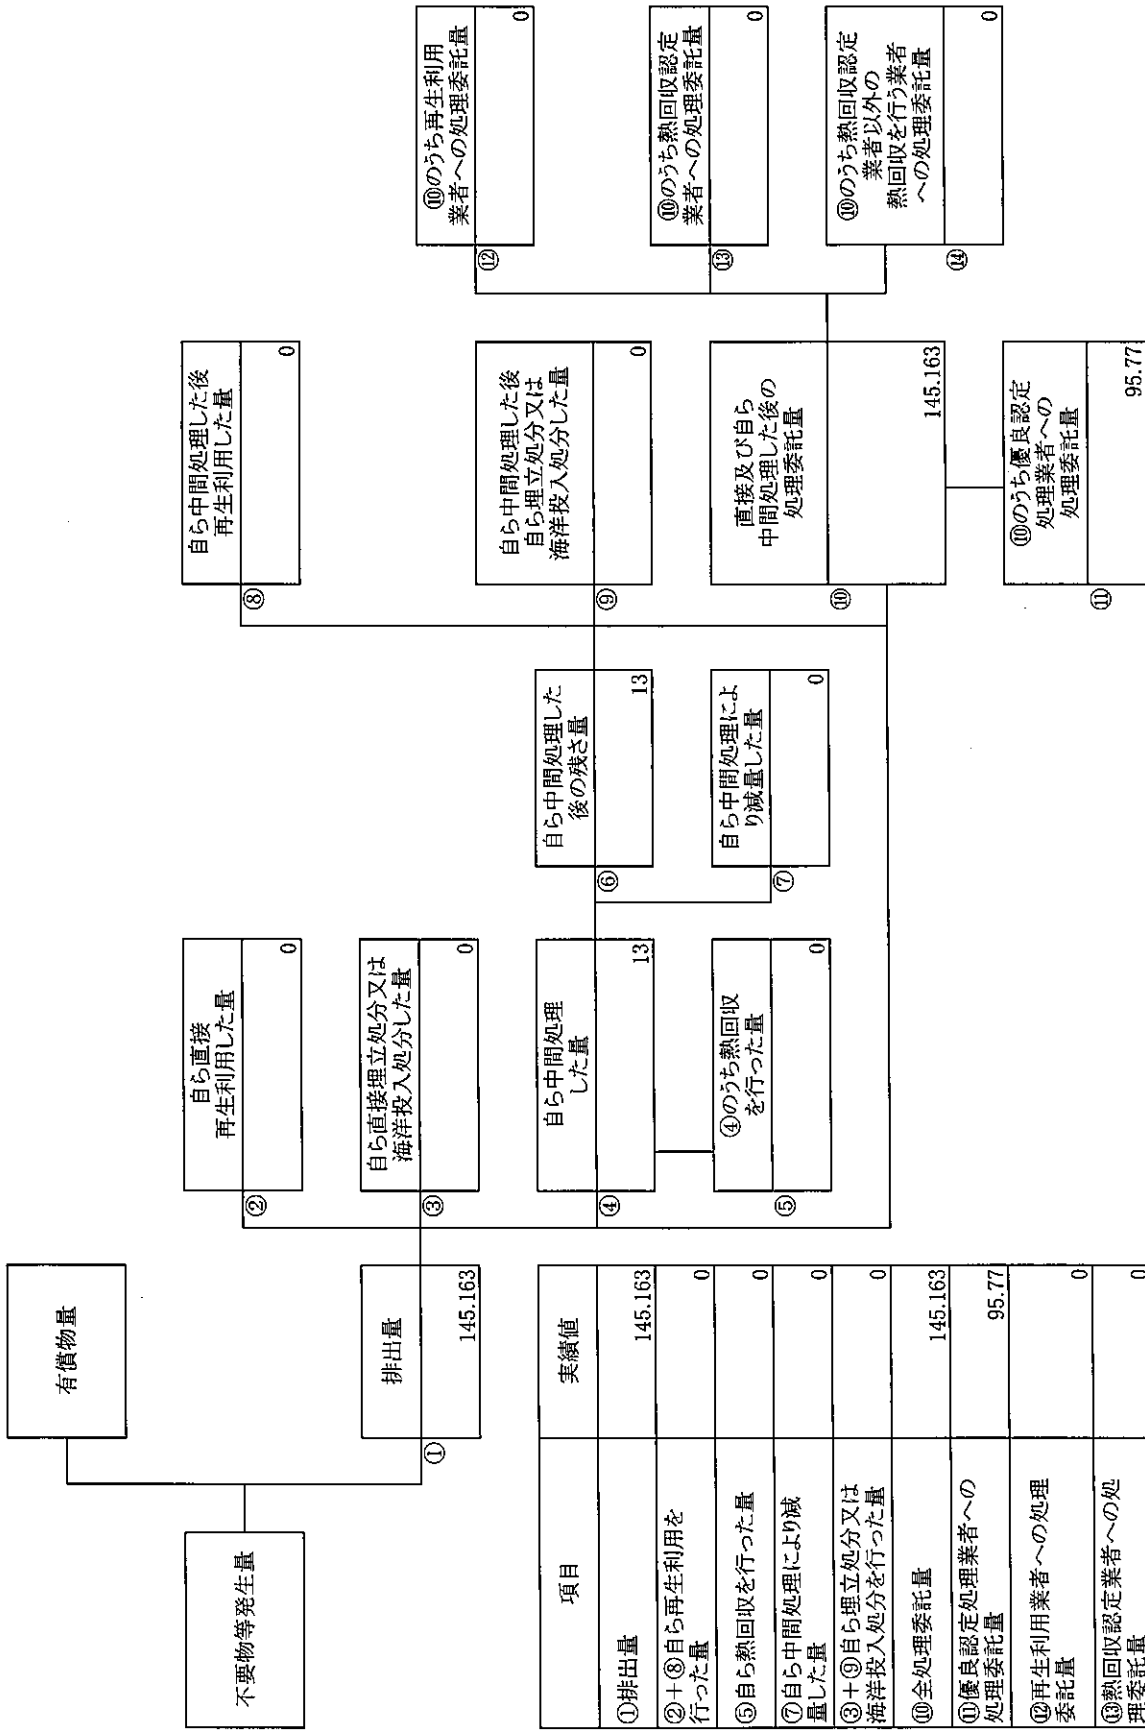 不要物等発生量
有償物量
排出量
①
145.163
自ら直接
再生利用した量
②
0
自ら直接埋立処分又は
海洋投入処分した量
③
0
自ら中間処理
した量
④
13
④のうち熱回収
を行った量
⑤
0
自ら中間処理した
後の残さ量
⑥
13
自ら中間処理によ
り減量した量
⑦
0
自ら中間処理した後
再生利用した量
⑧
0
自ら中間処理した後
自ら埋立処分又は
海洋投入処分した量
⑨
0
直接及び自ら
中間処理した後の
処理委託量
⑩
145.163
⑩のうち優良認定
処理業者への
処理委託量
⑪
95.77
⑩のうち再生利用
業者への処理委託量
⑫
0
⑩のうち熱回収認定
業者への処理委託量
⑬
0
⑩のうち熱回収認定
業者以外の
熱回収を行う業者
への処理委託量
⑭
0
項目
実績値
①排出量
145.163
②+⑧自ら再生利用を
行った量
0
⑤自ら熱回収を行った量
0
⑦自ら中間処理により減
量した量
0
③+⑨自ら埋立処分又は
海洋投入処分を行った量
0
⑩全処理委託量
145.163
⑪優良認定処理業者への
処理委託量
95.77
⑫再生利用業者への処理
委託量
0
⑬熱回収認定業者への処
理委託量
0